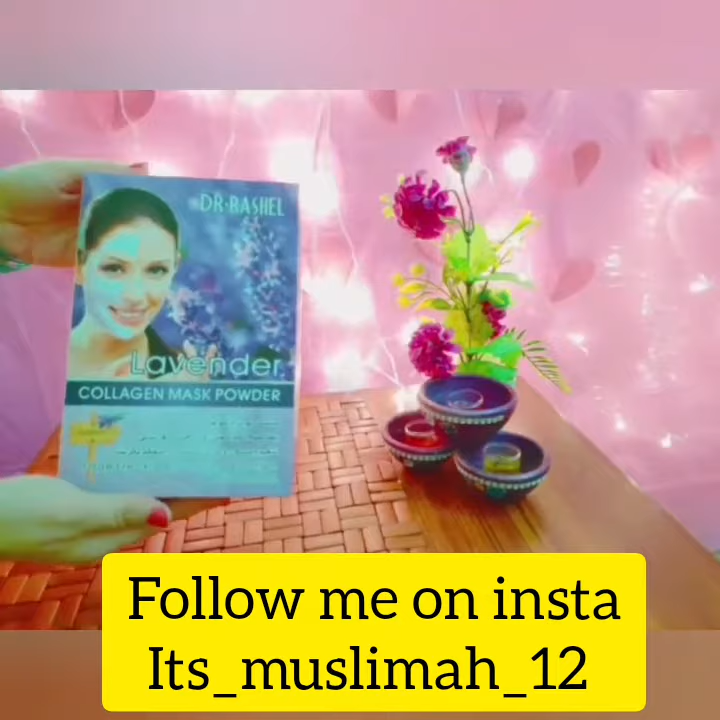 DR·RASHEL
Lavender
COLLAGEN MASK POWDER
Follow me on insta
Its_muslimah_12